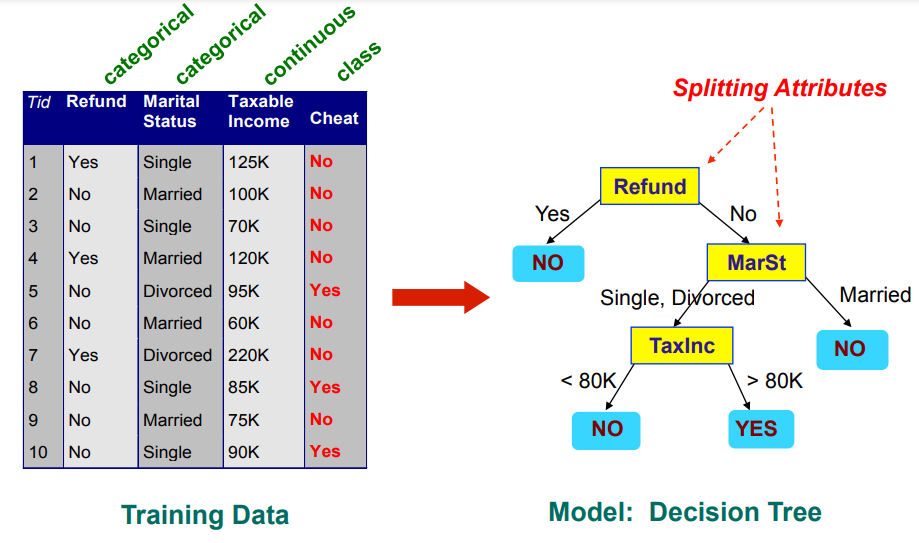 categorical
categorical
continuous
class
Tid Refund Marital Status Taxable Income Cheat
1 Yes Single 125K No
2 No Married 100K No
3 No Single 70K No
4 Yes Married 120K No
5 No Divorced 95K Yes
6 No Married 60K No
7 Yes Divorced 220K No
8 No Single 85K Yes
9 No Married 75K No
10 No Single 90K Yes
Training Data
Splitting Attributes
Refund
Yes No
NO MarSt
Single, Divorced Married
TaxInc NO
< 80K > 80K
NO YES
Model: Decision Tree